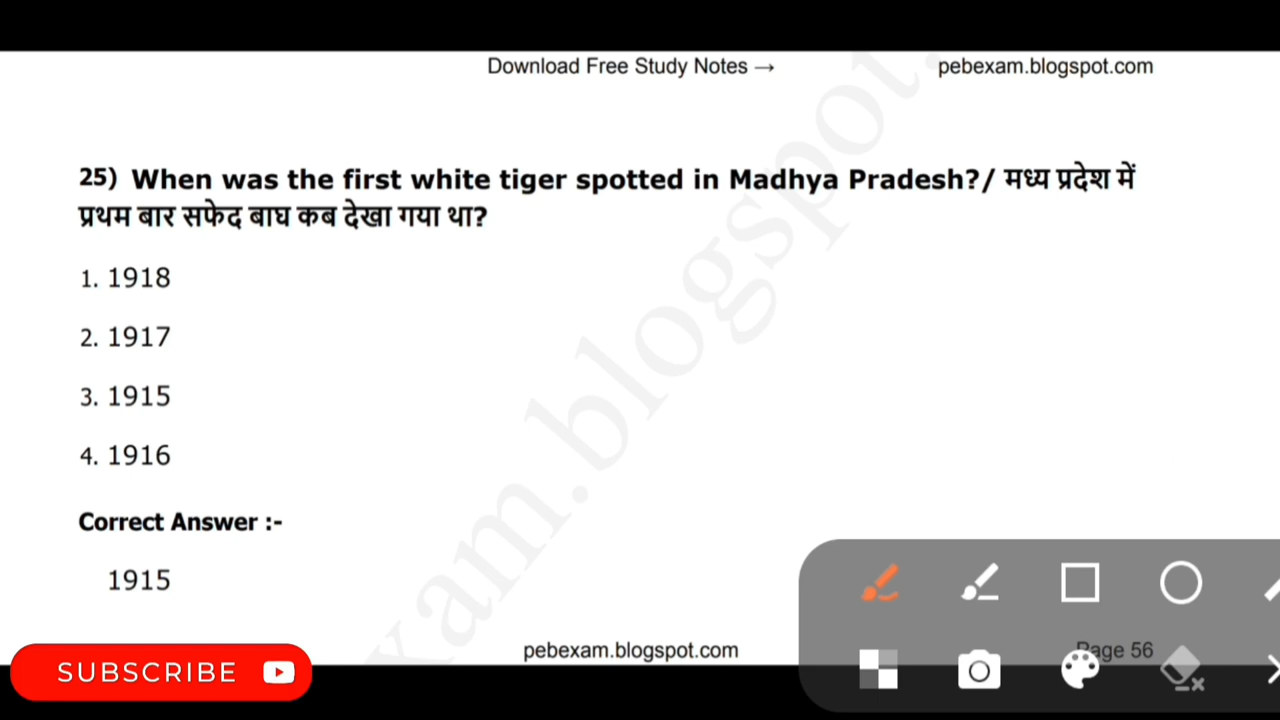 Download Free Study Notes → pebexam.blogspot.com
25) When was the first white tiger spotted in Madhya Pradesh?/ मध्य प्रदेश में
प्रथम बार सफेद बाघ कब देखा गया था?
1. 1918
2. 1917
3. 1915
4. 1916
Correct Answer :-
1915
pebexam.blogspot.com Page 56
SUBSCRIBE
xam.blogspot.